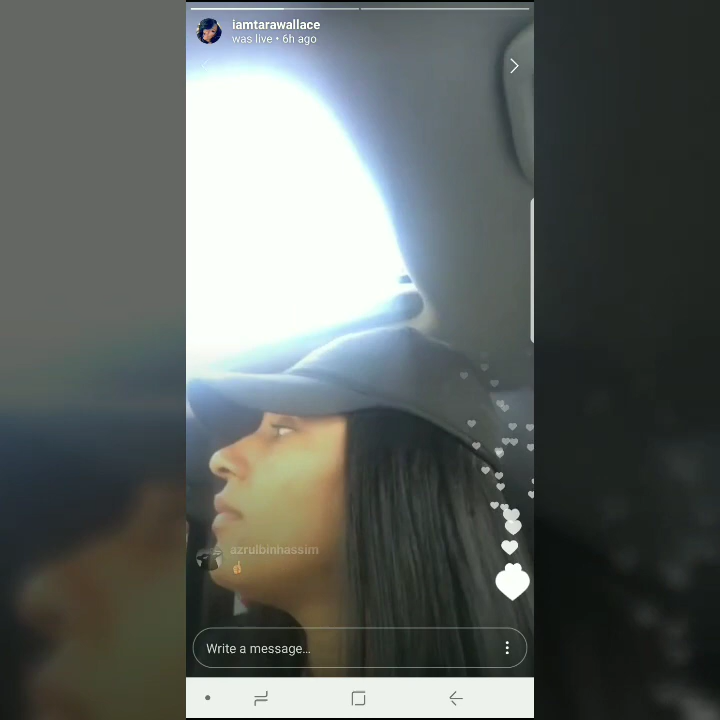 iamtarawallace
was live • 6h ago
azrulbinhassim
☝
Write a message...